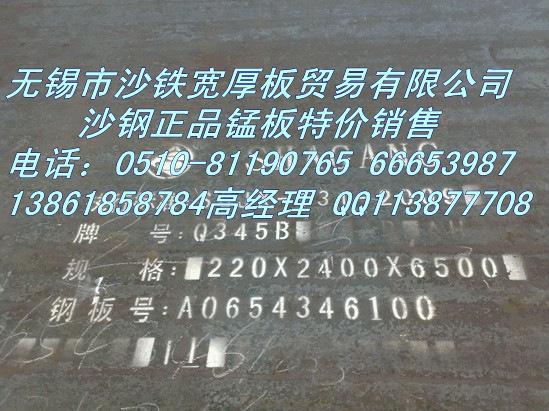 无锡市沙铁宽厚板贸易有限公司
沙钢正品锰板特价销售
SHAGANG
电话：0510-81190765 66653987
13861858784高经理 QQ113877708
牌 号:Q345B
规 格:220X2400X6500
钢板号:A0654346100